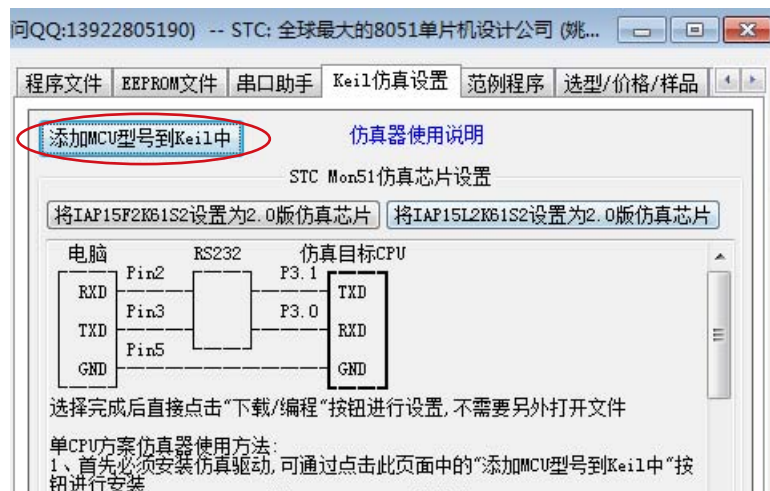 问QQ:13922805190) -- STC: 全球最大的8051单片机设计公司 (姚...
程序文件 EEPROM文件 串口助手 Keil仿真设置 范例程序 选型/价格/样品
添加MCU型号到Keil中 仿真器使用说明
STC Mon51仿真芯片设置
将IAP15F2K61S2设置为2.0版仿真芯片 将IAP15L2K61S2设置为2.0版仿真芯片
电脑 RS232 仿真目标CPU
Pin2 P3.1
RXD TXD
Pin3 P3.0
TXD RXD
Pin5
GND GND
选择完成后直接点击"下载/编程"按钮进行设置,不需要另外打开文件
单CPU方案仿真器使用方法:
1、首先必须安装仿真驱动,可通过点击此页面中的"添加MCU型号到Keil中"按
钮进行安装